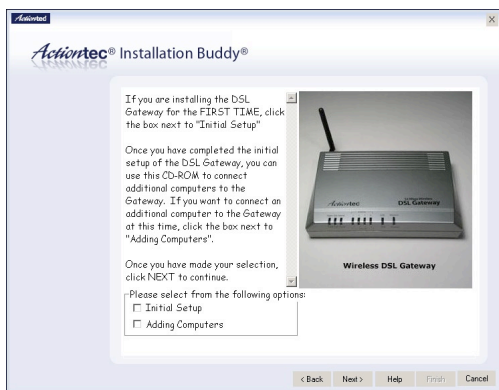 Actiontec
Actiontec® Installation Buddy®
If you are installing the DSL
Gateway for the FIRST TIME, click
the box next to "Initial Setup"
Once you have completed the initial
setup of the DSL Gateway, you can
use this CD-ROM to connect
additional computers to the
Gateway. If you want to connect an
additional computer to the Gateway
at this time, click the box next to
"Adding Computers".
Once you have made your selection,
click NEXT to continue.
Actiontec
DSL Gateway
Wireless DSL Gateway
Please select from the following options:
Initial Setup
Adding Computers
< Back Next > Help Finish Cancel